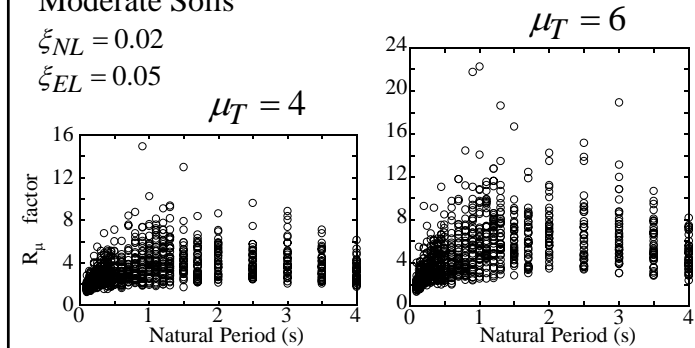 Moderate Soils
ξNL = 0.02
ξEL = 0.05
μT = 4
μT = 6
16
12
8
4
0
Rμ factor
0 1 2 3 4
Natural Period (s)
24
20
16
12
8
4
0
0 1 2 3 4
Natural Period (s)